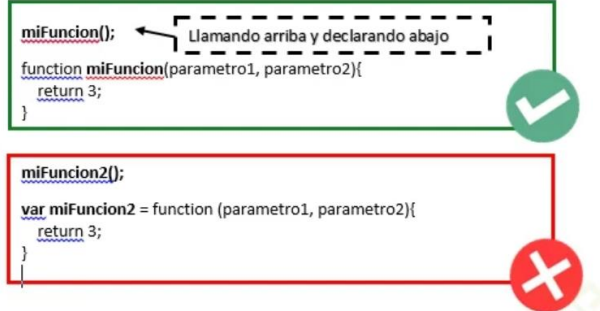 miFuncion();
Llamando arriba y declarando abajo
function miFuncion(parametro1, parametro2){
return 3;
}
miFuncion2();
var miFuncion2 = function (parametro1, parametro2){
return 3;
}